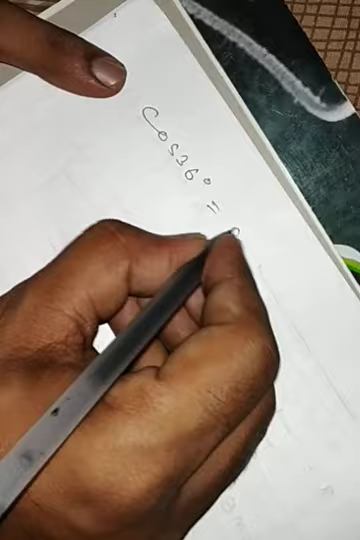 Cos36° =